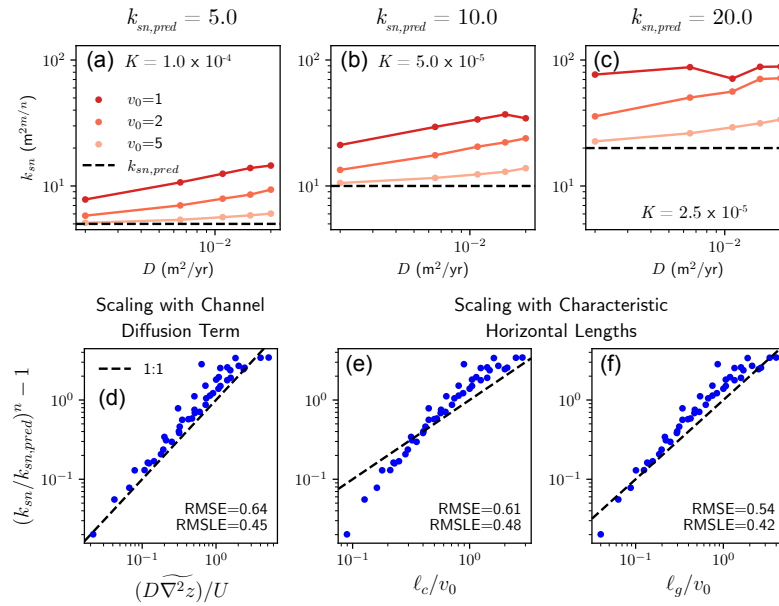 k_{sn,pred} = 5.0
k_{sn,pred} = 10.0
k_{sn,pred} = 20.0
(a)
K = 1.0 x 10^{-4}
v_0=1
v_0=2
v_0=5
k_{sn,pred}
(b)
K = 5.0 x 10^{-5}
(c)
K = 2.5 x 10^{-5}
k_{sn} (m^{2m/n})
10^2
10^1
10^2
10^1
10^2
10^1
10^{-2}
10^{-2}
10^{-2}
D (m^2/yr)
D (m^2/yr)
D (m^2/yr)
Scaling with Channel
Diffusion Term
Scaling with Characteristic
Horizontal Lengths
(k_{sn}/k_{sn,pred})^n − 1
10^0
10^{-1}
1:1
(d)
RMSE=0.64
RMSLE=0.45
10^{-1}
10^0
(D\widetilde{∇^2 z})/U
10^0
10^{-1}
(e)
RMSE=0.61
RMSLE=0.48
10^{-1}
10^0
ℓ_c/v_0
10^0
10^{-1}
(f)
RMSE=0.54
RMSLE=0.42
10^{-1}
10^0
ℓ_g/v_0